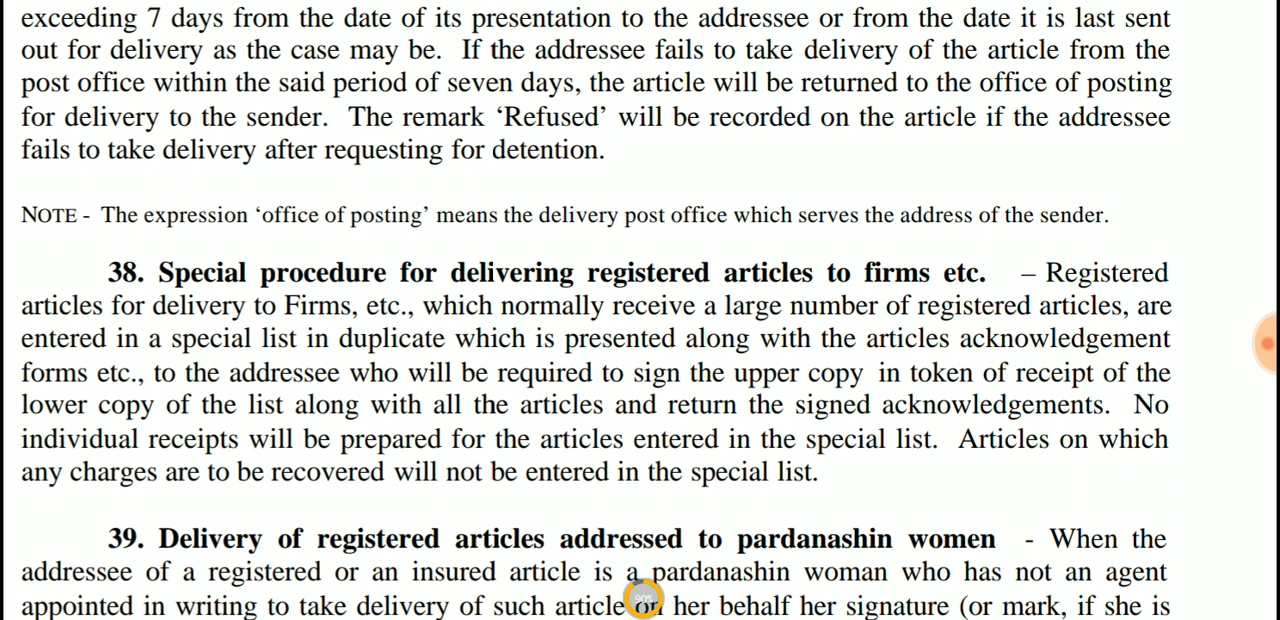 exceeding 7 days from the date of its presentation to the addressee or from the date it is last sent
out for delivery as the case may be. If the addressee fails to take delivery of the article from the
post office within the said period of seven days, the article will be returned to the office of posting
for delivery to the sender. The remark ‘Refused’ will be recorded on the article if the addressee
fails to take delivery after requesting for detention.
NOTE - The expression ‘office of posting’ means the delivery post office which serves the address of the sender.
38. Special procedure for delivering registered articles to firms etc. – Registered
articles for delivery to Firms, etc., which normally receive a large number of registered articles, are
entered in a special list in duplicate which is presented along with the articles acknowledgement
forms etc., to the addressee who will be required to sign the upper copy in token of receipt of the
lower copy of the list along with all the articles and return the signed acknowledgements. No
individual receipts will be prepared for the articles entered in the special list. Articles on which
any charges are to be recovered will not be entered in the special list.
39. Delivery of registered articles addressed to pardanashin women - When the
addressee of a registered or an insured article is a pardanashin woman who has not an agent
appointed in writing to take delivery of such article on her behalf her signature (or mark, if she is
90%